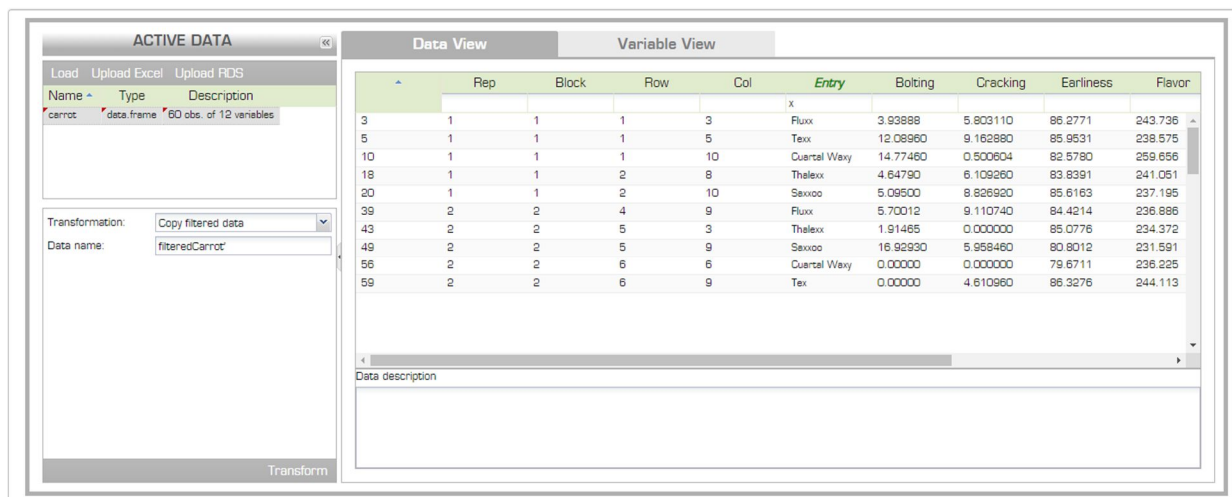 ACTIVE DATA «
Load Upload Excel Upload RDS
Name Type Description
carrot data.frame 60 obs. of 12 variables
Transformation: Copy filtered data
Data name: filteredCarrot'
Transform
Data View Variable View
Rep Block Row Col Entry Bolting Cracking Earliness Flavor
x
3 1 1 1 3 Fluxx 3.93888 5.803110 86.2771 243.736
5 1 1 1 5 Texx 12.08960 9.162880 85.9531 238.575
10 1 1 1 10 Cuartal Waxy 14.77460 0.500604 82.5780 259.656
18 1 1 2 8 Thalexx 4.64790 6.109260 83.8391 241.051
20 1 1 2 10 Saxxoo 5.09500 8.826920 85.6163 237.195
39 2 2 4 9 Fluxx 5.70012 9.110740 84.4214 236.886
43 2 2 5 3 Thalexx 1.91465 0.000000 85.0776 234.372
49 2 2 5 9 Saxxoo 16.92930 5.958460 80.8012 231.591
56 2 2 6 6 Cuartal Waxy 0.00000 0.000000 79.6711 236.225
59 2 2 6 9 Tex 0.00000 4.610960 86.3276 244.113
Data description